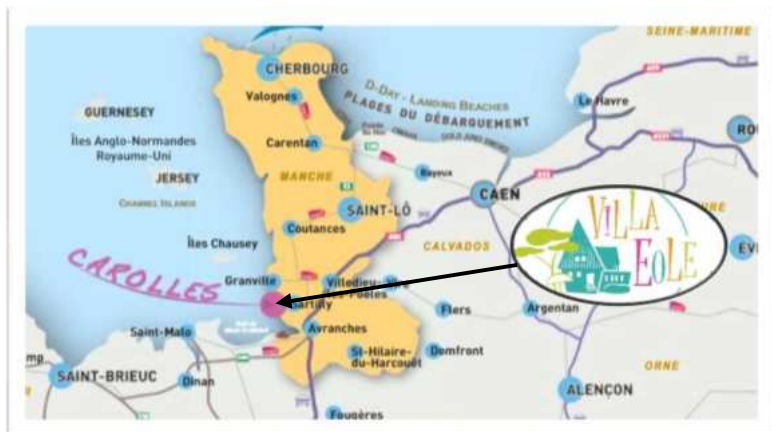 SEINE-MARITIME
CHERBOURG
Valognes
D-DAY - LANDING BEACHES
PLAGES DU DÉBARQUEMENT
Le Havre
GUERNESEY
Îles Anglo-Normandes
Royaume-Uni
JERSEY
CHANNEL ISLANDS
Carentan
MANCHE
Bayeux
CAEN
SAINT-LÔ
Coutances
CALVADOS
VILLA
EOLE
Îles Chausey
CAROLLES
Granville
Sartilly
Flers
Argentan
Saint-Malo
Avranches
St-Hilaire-
du-Harcouët
Domfront
ORNE
SAINT-BRIEUC
Dinan
ALENÇON
Fougères